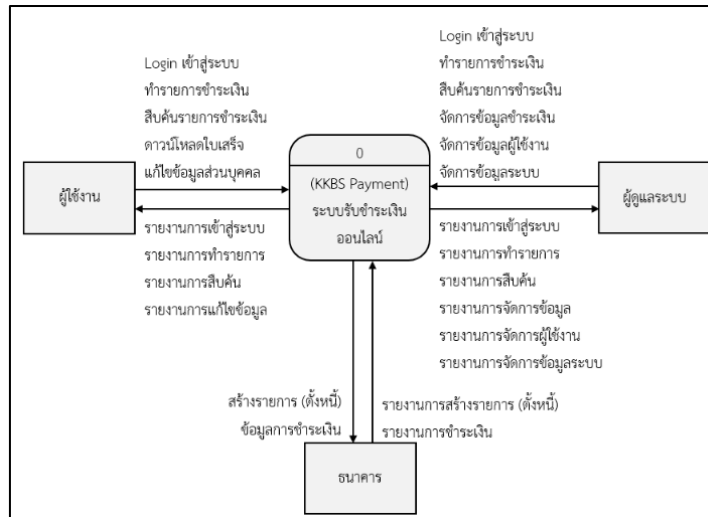 Login เข้าสู่ระบบ
ทำรายการชำระเงิน
สืบค้นรายการชำระเงิน
ดาวน์โหลดใบเสร็จ
แก้ไขข้อมูลส่วนบุคคล
Login เข้าสู่ระบบ
ทำรายการชำระเงิน
สืบค้นรายการชำระเงิน
จัดการข้อมูลชำระเงิน
จัดการข้อมูลผู้ใช้งาน
จัดการข้อมูลระบบ
ผู้ใช้งาน
0
(KKBS Payment)
ระบบรับชำระเงิน
ออนไลน์
ผู้ดูแลระบบ
รายงานการเข้าสู่ระบบ
รายงานการทำรายการ
รายงานการสืบค้น
รายงานการแก้ไขข้อมูล
รายงานการเข้าสู่ระบบ
รายงานการทำรายการ
รายงานการสืบค้น
รายงานการจัดการข้อมูล
รายงานการจัดการผู้ใช้งาน
รายงานการจัดการข้อมูลระบบ
สร้างรายการ (ตั้งหนี้)
ข้อมูลการชำระเงิน
รายงานการสร้างรายการ (ตั้งหนี้)
รายงานการชำระเงิน
ธนาคาร